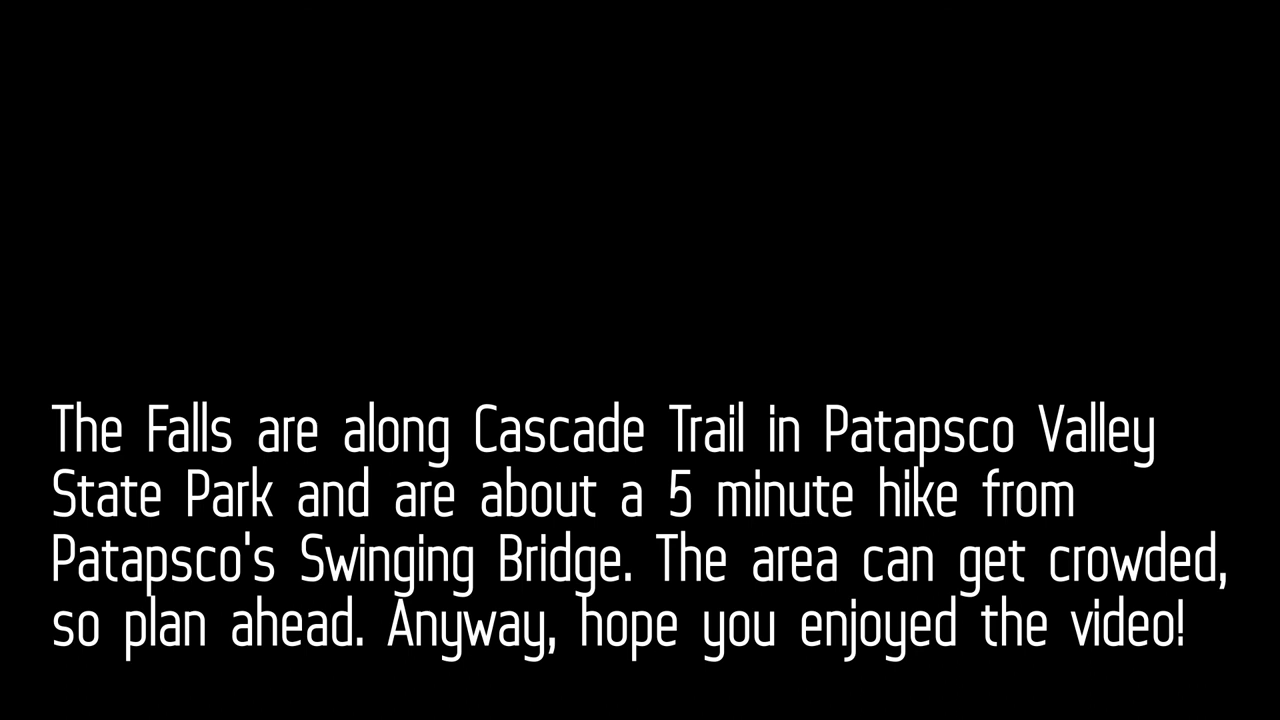 The Falls are along Cascade Trail in Patapsco Valley
State Park and are about a 5 minute hike from
Patapsco's Swinging Bridge. The area can get crowded,
so plan ahead. Anyway, hope you enjoyed the video!